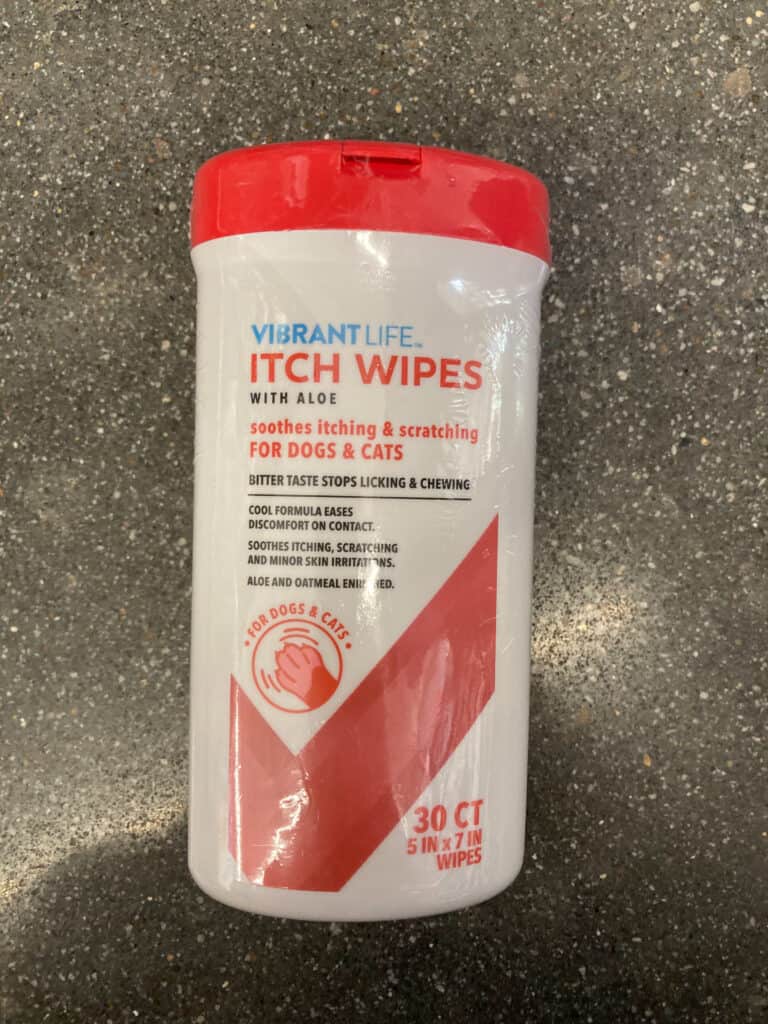 VIBRANT LIFE™
ITCH WIPES
WITH ALOE
soothes itching & scratching
FOR DOGS & CATS
BITTER TASTE STOPS LICKING & CHEWING
COOL FORMULA EASES
DISCOMFORT ON CONTACT.
SOOTHES ITCHING, SCRATCHING
AND MINOR SKIN IRRITATIONS.
ALOE AND OATMEAL ENRICHED.
• FOR DOGS & CATS •
30 CT
5 IN x 7 IN
WIPES